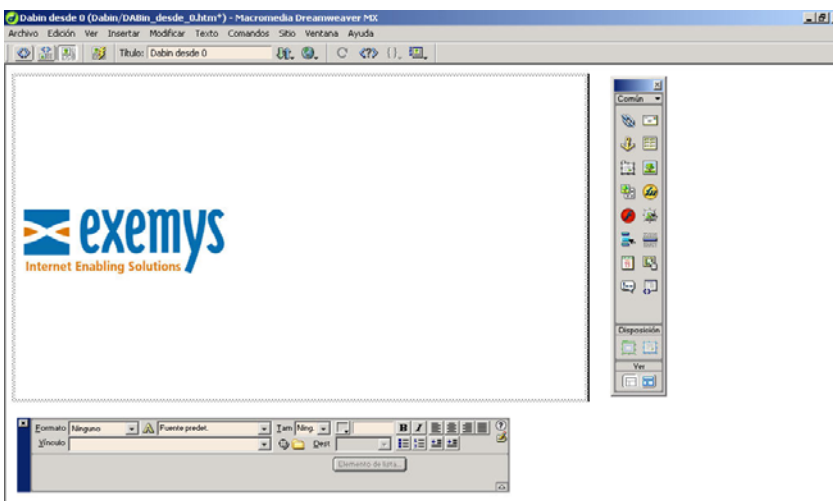 Dabin desde 0 (Dabin/DABin_desde_0.htm*) - Macromedia Dreamweaver MX
Archivo Edición Ver Insertar Modificar Texto Comandos Sitio Ventana Ayuda
Título: Dabin desde 0
Común
exemys
Internet Enabling Solutions
Disposición
Ver
Formato Ninguno Fuente predet. Tam Ning. B I
Vínculo Dest
Elemento de lista...